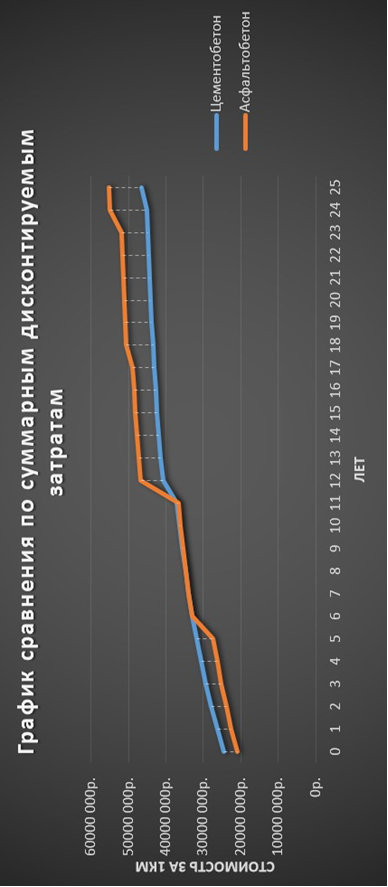 График сравнения по суммарным дисконтируемым
затратам
60000 000р.
50000 000р.
40000 000р.
30000 000р.
20000 000р.
10000 000р.
0р.
СТОИМОСТЬ ЗА 1КМ
0 1 2 3 4 5 6 7 8 9 10 11 12 13 14 15 16 17 18 19 20 21 22 23 24 25
ЛЕТ
Цементобетон
Асфальтобетон